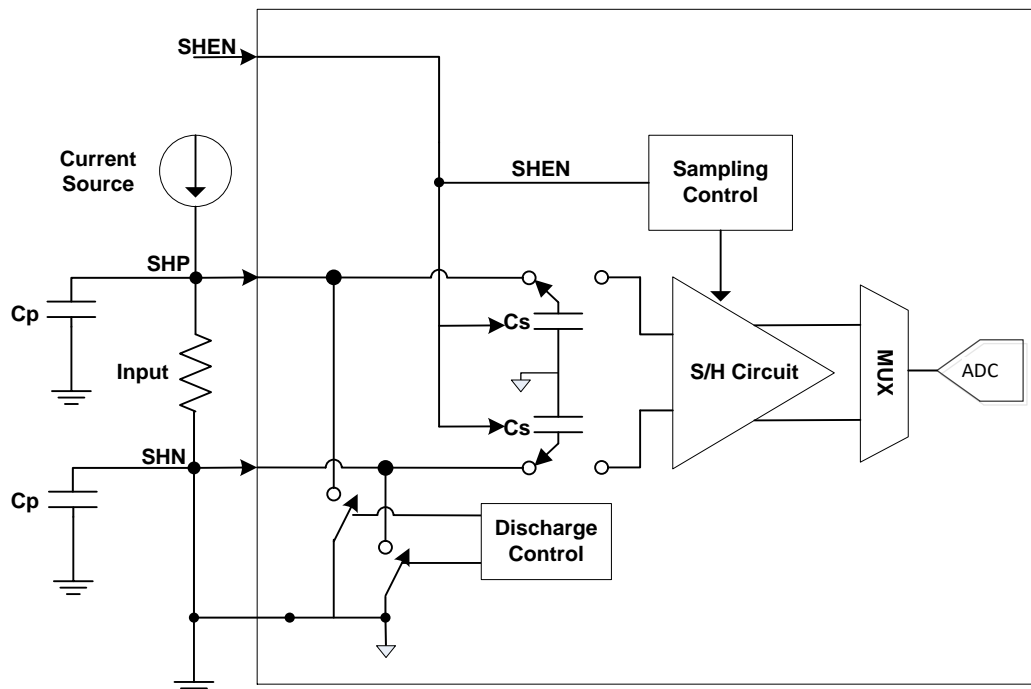 SHEN
Current
Source
SHEN
Sampling
Control
SHP
Cp
Cs
Input
S/H Circuit
MUX
ADC
Cs
SHN
Cp
Discharge
Control